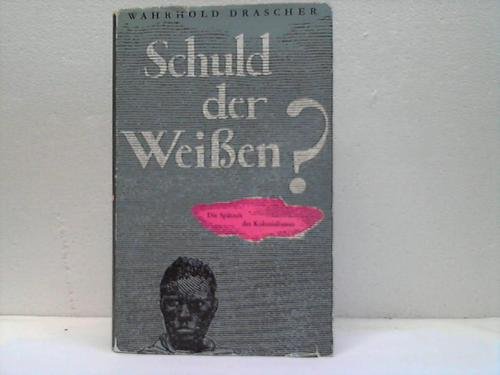 WAHRHOLD DRASCHER
Schuld
der
Weißen?
Die Spätzeit
des Kolonialismus